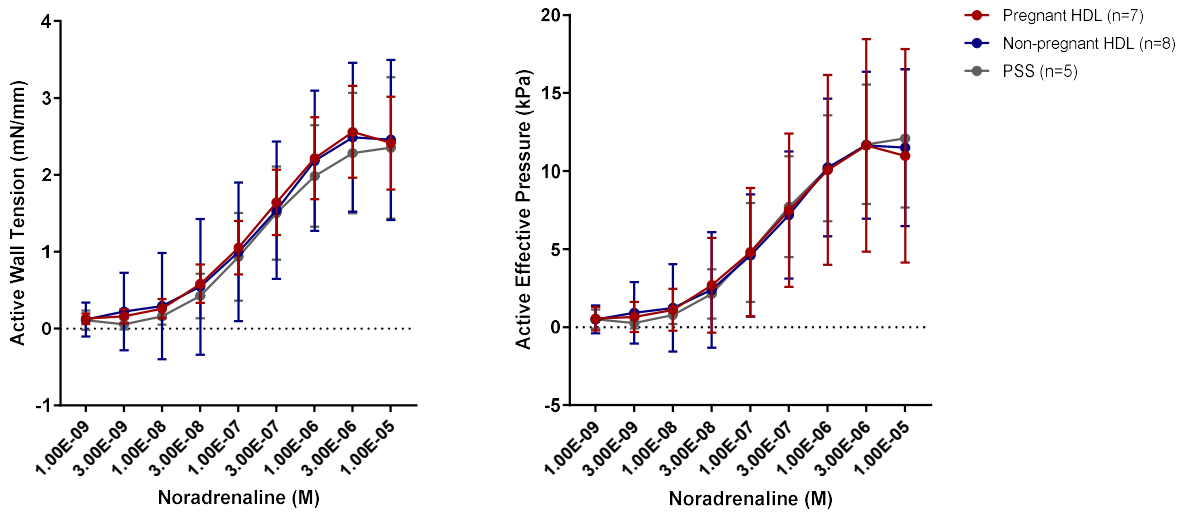 Active Wall Tension (mN/mm)
4
3
2
1
0
-1
1.00E-09
3.00E-09
1.00E-08
3.00E-08
1.00E-07
3.00E-07
1.00E-06
3.00E-06
1.00E-05
Noradrenaline (M)
Active Effective Pressure (kPa)
20
15
10
5
0
-5
1.00E-09
3.00E-09
1.00E-08
3.00E-08
1.00E-07
3.00E-07
1.00E-06
3.00E-06
1.00E-05
Noradrenaline (M)
Pregnant HDL (n=7)
Non-pregnant HDL (n=8)
PSS (n=5)